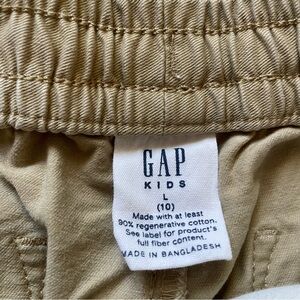 GAP
KIDS
L
(10)
Made with at least
90% regenerative cotton.
See label for product's
full fiber content.
MADE IN BANGLADESH